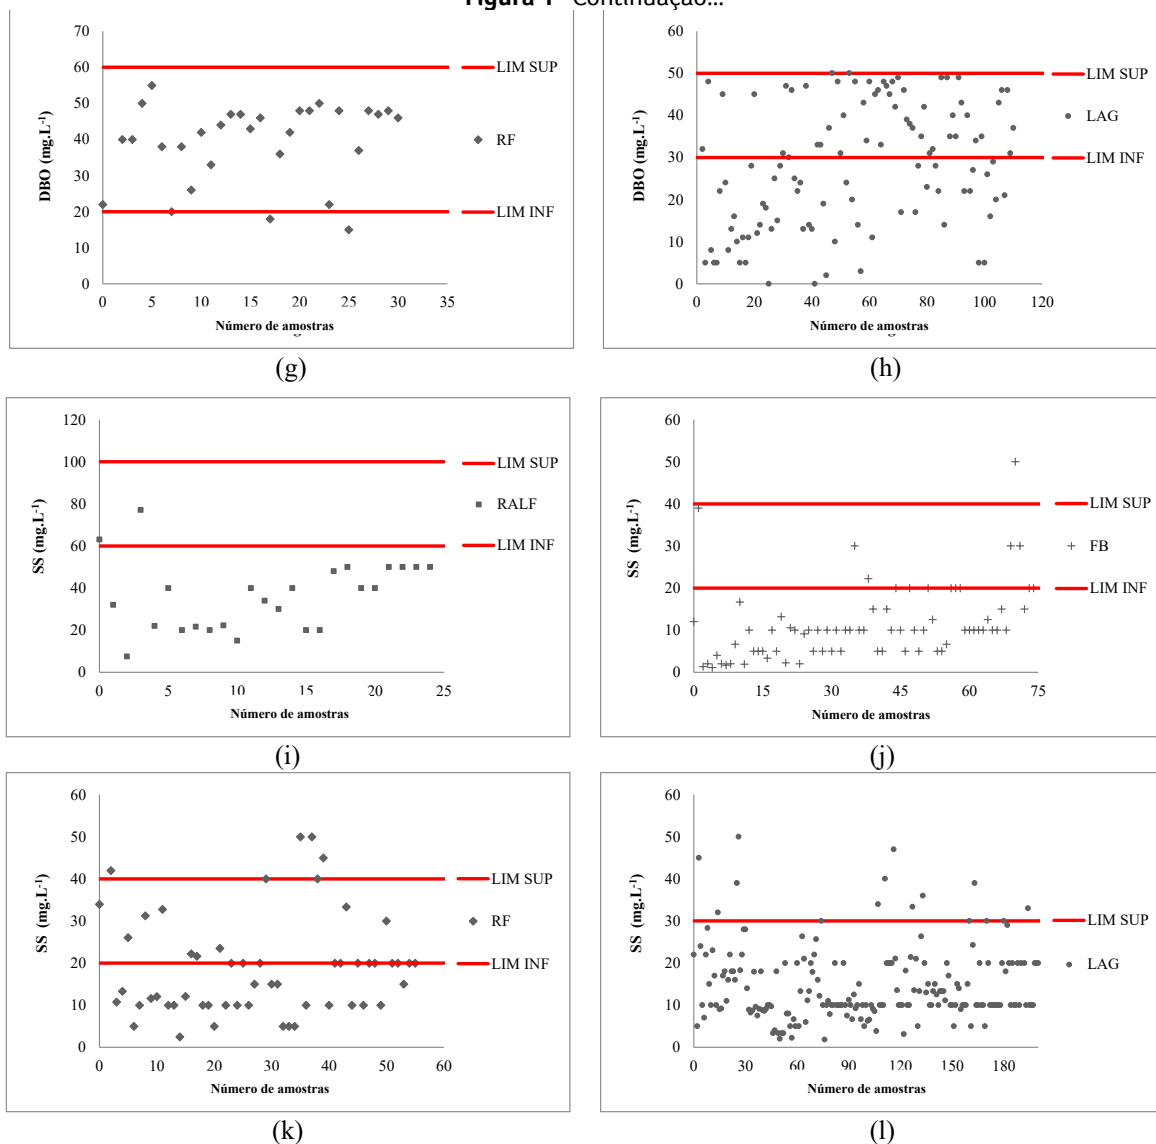 Figura 1 - Continuação...
70
60
50
40
30
20
10
0
DBO (mg.L-1)
0 5 10 15 20 25 30 35
Número de amostras
LIM SUP
RF
LIM INF
(g)
60
50
40
30
20
10
0
DBO (mg.L-1)
0 20 40 60 80 100 120
Número de amostras
LIM SUP
LAG
LIM INF
(h)
120
100
80
60
40
20
0
SS (mg.L-1)
0 5 10 15 20 25
Número de amostras
LIM SUP
RALF
LIM INF
(i)
60
50
40
30
20
10
0
SS (mg.L-1)
0 15 30 45 60 75
Número de amostras
LIM SUP
FB
LIM INF
(j)
60
50
40
30
20
10
0
SS (mg.L-1)
0 10 20 30 40 50 60
Número de amostras
LIM SUP
RF
LIM INF
(k)
60
50
40
30
20
10
0
SS (mg.L-1)
0 30 60 90 120 150 180
Número de amostras
LIM SUP
LAG
(l)